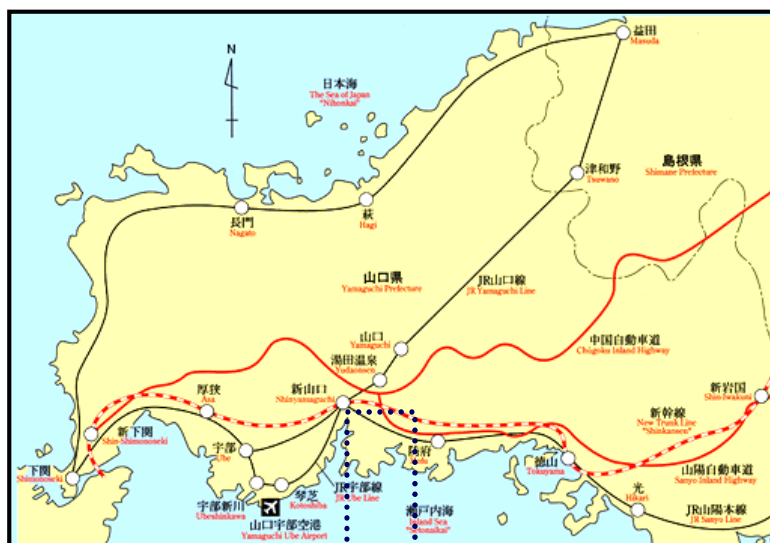 益田
Masuda
N
日本海
The Sea of Japan
"Nihonkai"
島根県
Shimane Prefecture
津和野
Tsuwano
萩
Hagi
長門
Nagato
山口県
Yamaguchi Prefecture
JR山口線
JR Yamaguchi Line
山口
Yamaguchi
中国自動車道
Chugoku Inland Highway
湯田温泉
Yudaonsen
新山口
Shinyamaguchi
厚狭
Asa
新岩国
Shin-Iwakuni
新幹線
New Trunk Line
"Shinkansen"
新下関
Shin-Shimonoseki
下関
Shimonoseki
宇部
Ube
防府
徳山
Tokuyama
山陽自動車道
Sanyo Inland Highway
JR宇部線
JR Ube Line
琴芝
Kotoshiba
宇部新川
Ubeshinkawa
山口宇部空港
Yamaguchi Ube Airport
瀬戸内海
Inland Sea
"Setonaikai"
光
Hikari
JR山陽本線
JR Sanyo Line